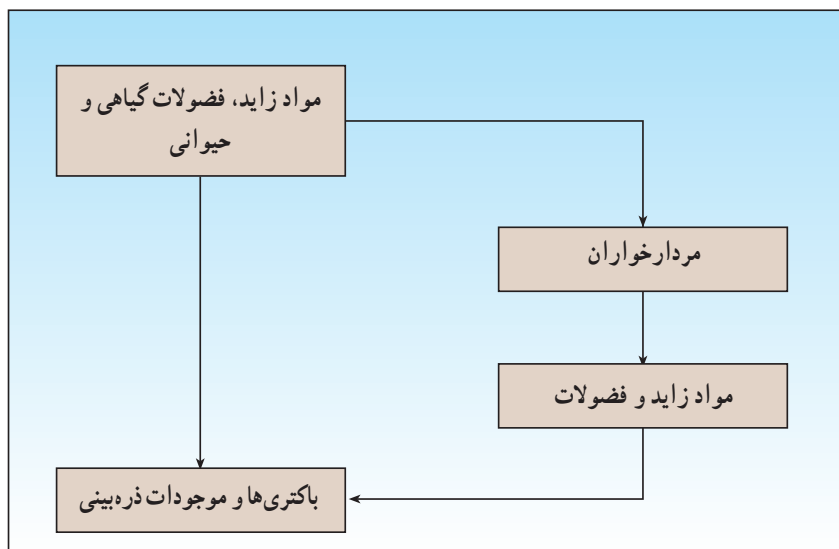 مواد زاید، فضولات گیاهی و
حیوانی
مردارخواران
مواد زاید و فضولات
باکتری‌ها و موجودات ذره‌بینی